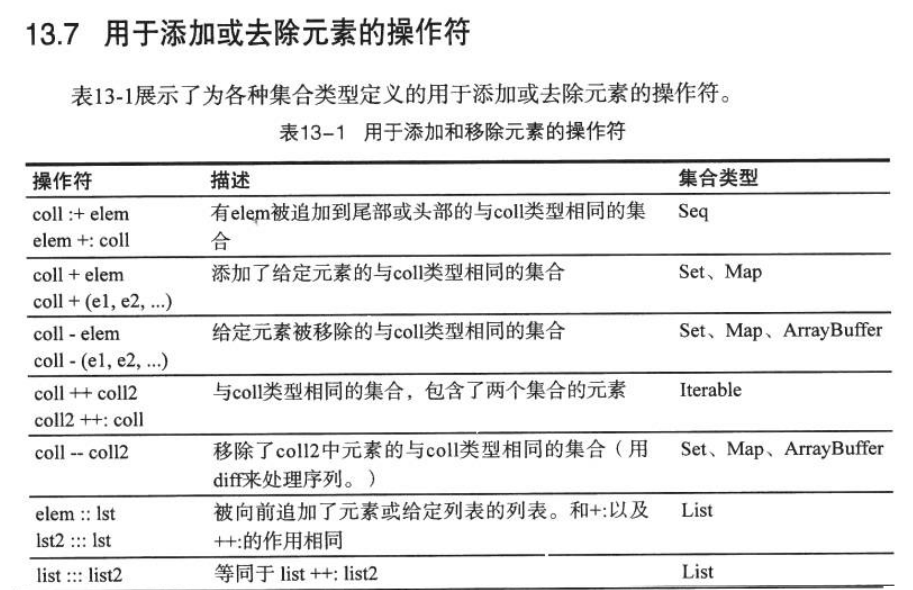 13.7 用于添加或去除元素的操作符
表13-1展示了为各种集合类型定义的用于添加或去除元素的操作符。
表13-1 用于添加和移除元素的操作符
操作符 描述 集合类型
coll :+ elem 有elem被追加到尾部或头部的与coll类型相同的集 Seq
elem +: coll 合
coll + elem 添加了给定元素的与coll类型相同的集合 Set、Map
coll + (e1, e2, ...)
coll - elem 给定元素被移除的与coll类型相同的集合 Set、Map、ArrayBuffer
coll - (e1, e2, ...)
coll ++ coll2 与coll类型相同的集合，包含了两个集合的元素 Iterable
coll2 ++: coll
coll -- coll2 移除了coll2中元素的与coll类型相同的集合（用 Set、Map、ArrayBuffer
diff来处理序列。）
elem :: lst 被向前追加了元素或给定列表的列表。和+:以及 List
lst2 ::: lst ++:的作用相同
list ::: list2 等同于 list ++: list2 List